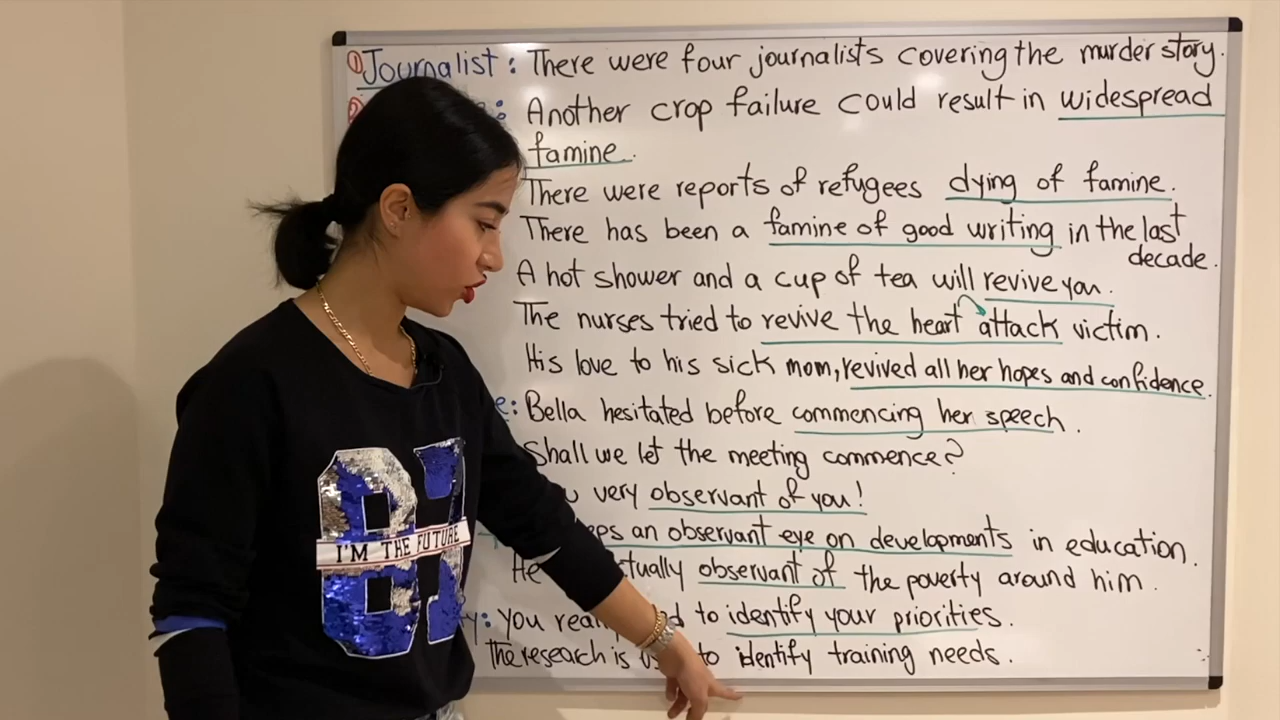 ① Journalist: There were four journalists covering the murder story.
: Another crop failure could result in widespread
famine.
There were reports of refugees dying of famine.
There has been a famine of good writing in the last
decade.
A hot shower and a cup of tea will revive you.
The nurses tried to revive the heart attack victim.
His love to his sick mom, revived all her hopes and confidence.
e: Bella hesitated before commencing her speech.
Shall we let the meeting commence?
very observant of you!
an observant eye on developments in education.
He observant of the poverty around him.
y: You to identify your priorities.
The research is to identify training needs.
I'M THE FUTURE